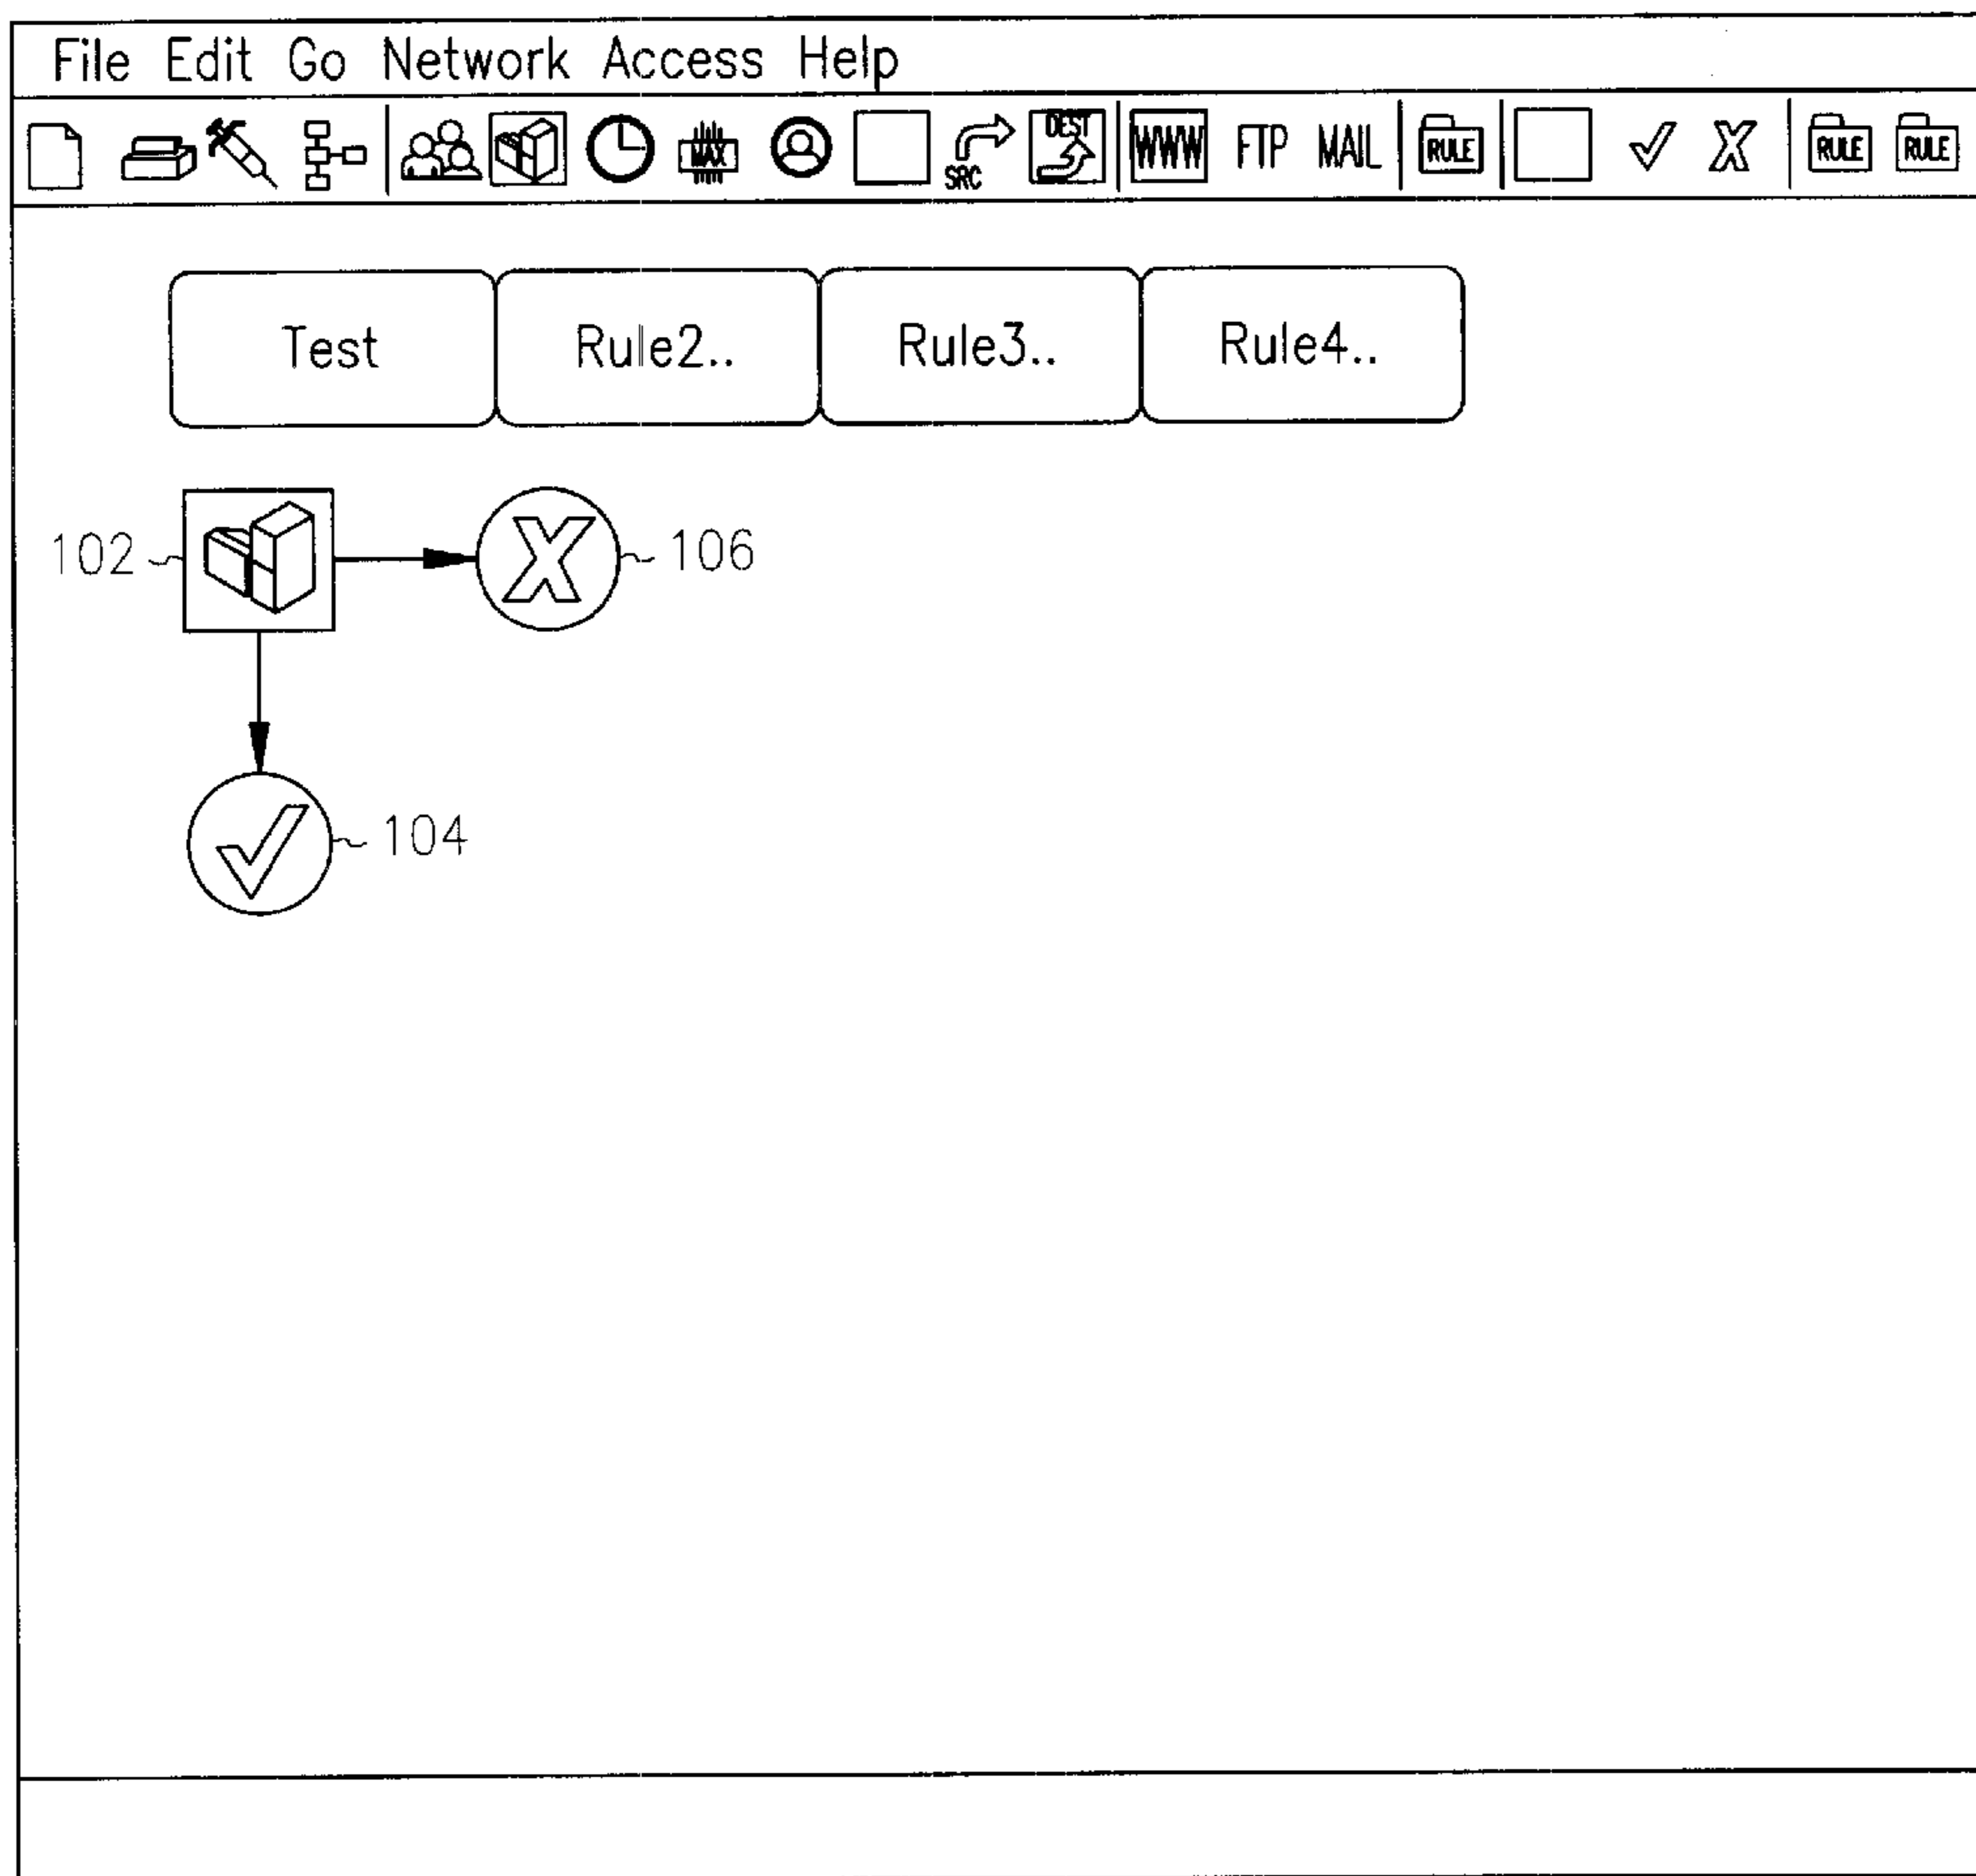 File Edit Go Network Access Help
MAX SRC DEST WWW FTP MAIL RULE RULE RULE
Test Rule2.. Rule3.. Rule4..
102 106
104